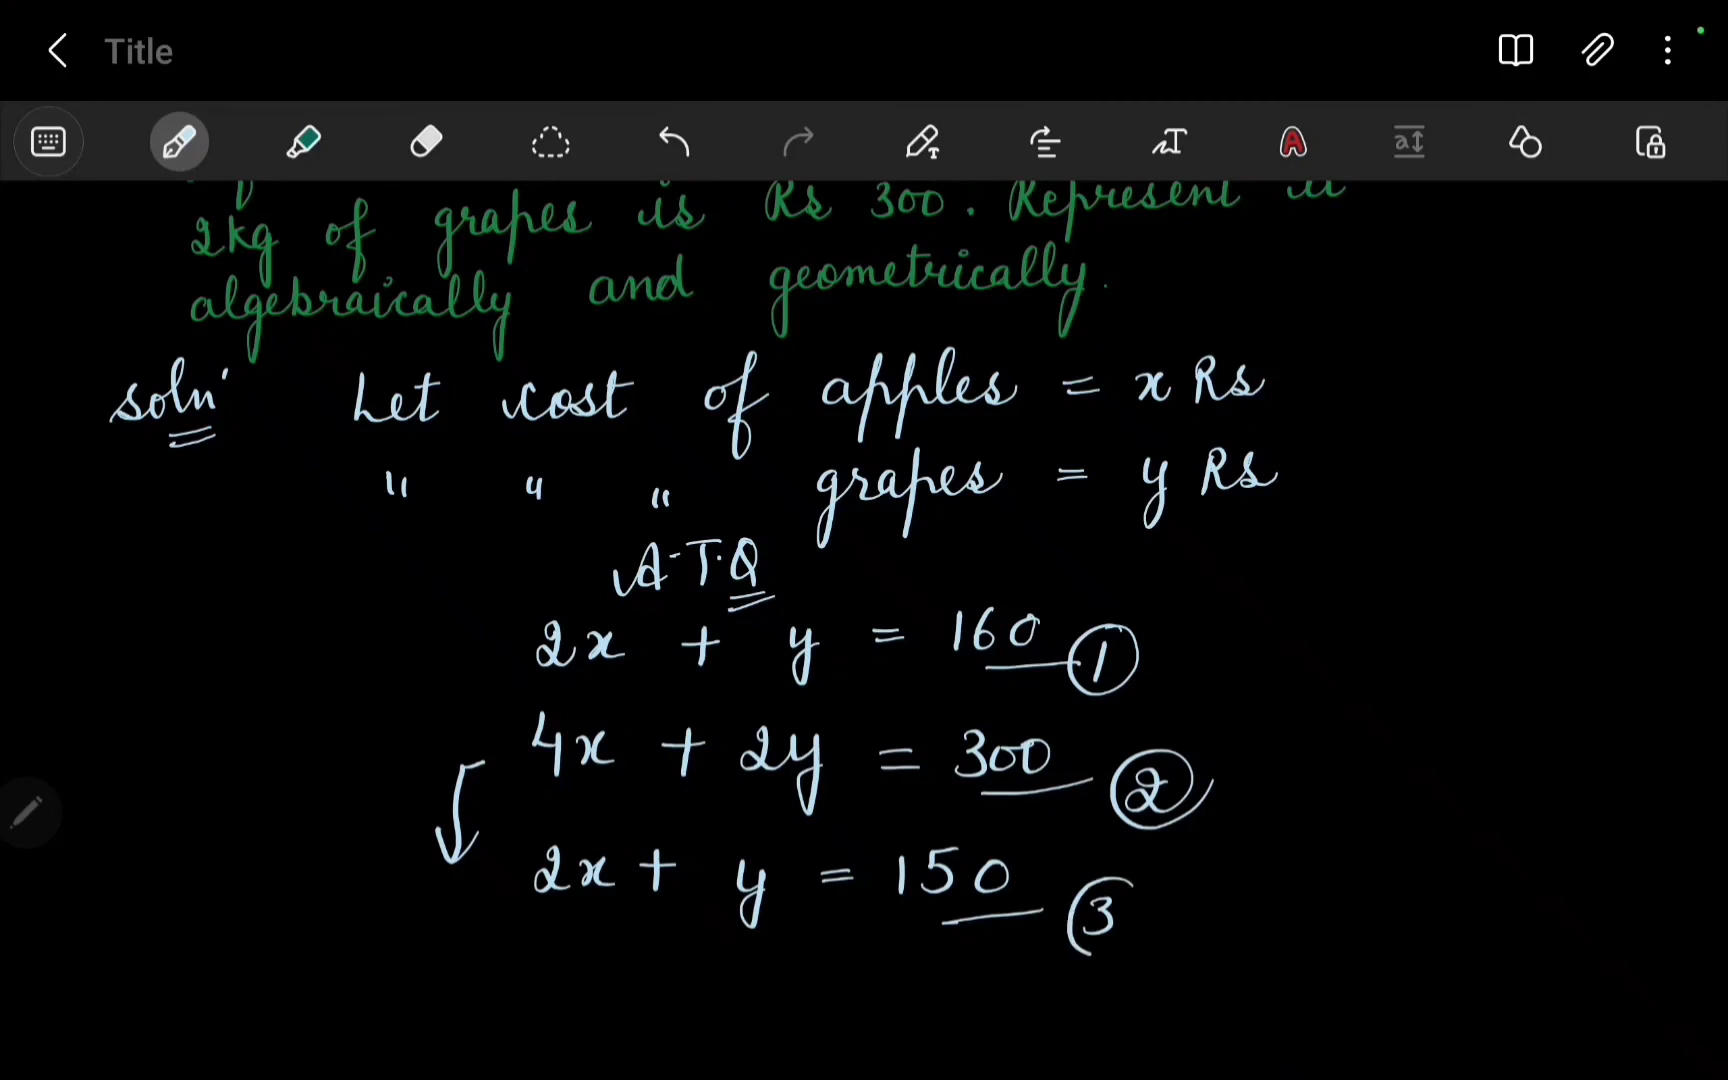 Title
2kg of grapes is Rs 300. Represent it
algebraically and geometrically.
soln' Let cost of apples = x Rs
" " " grapes = y Rs
A.T.Q
2x + y = 160 1
4x + 2y = 300 2
2x + y = 150 3